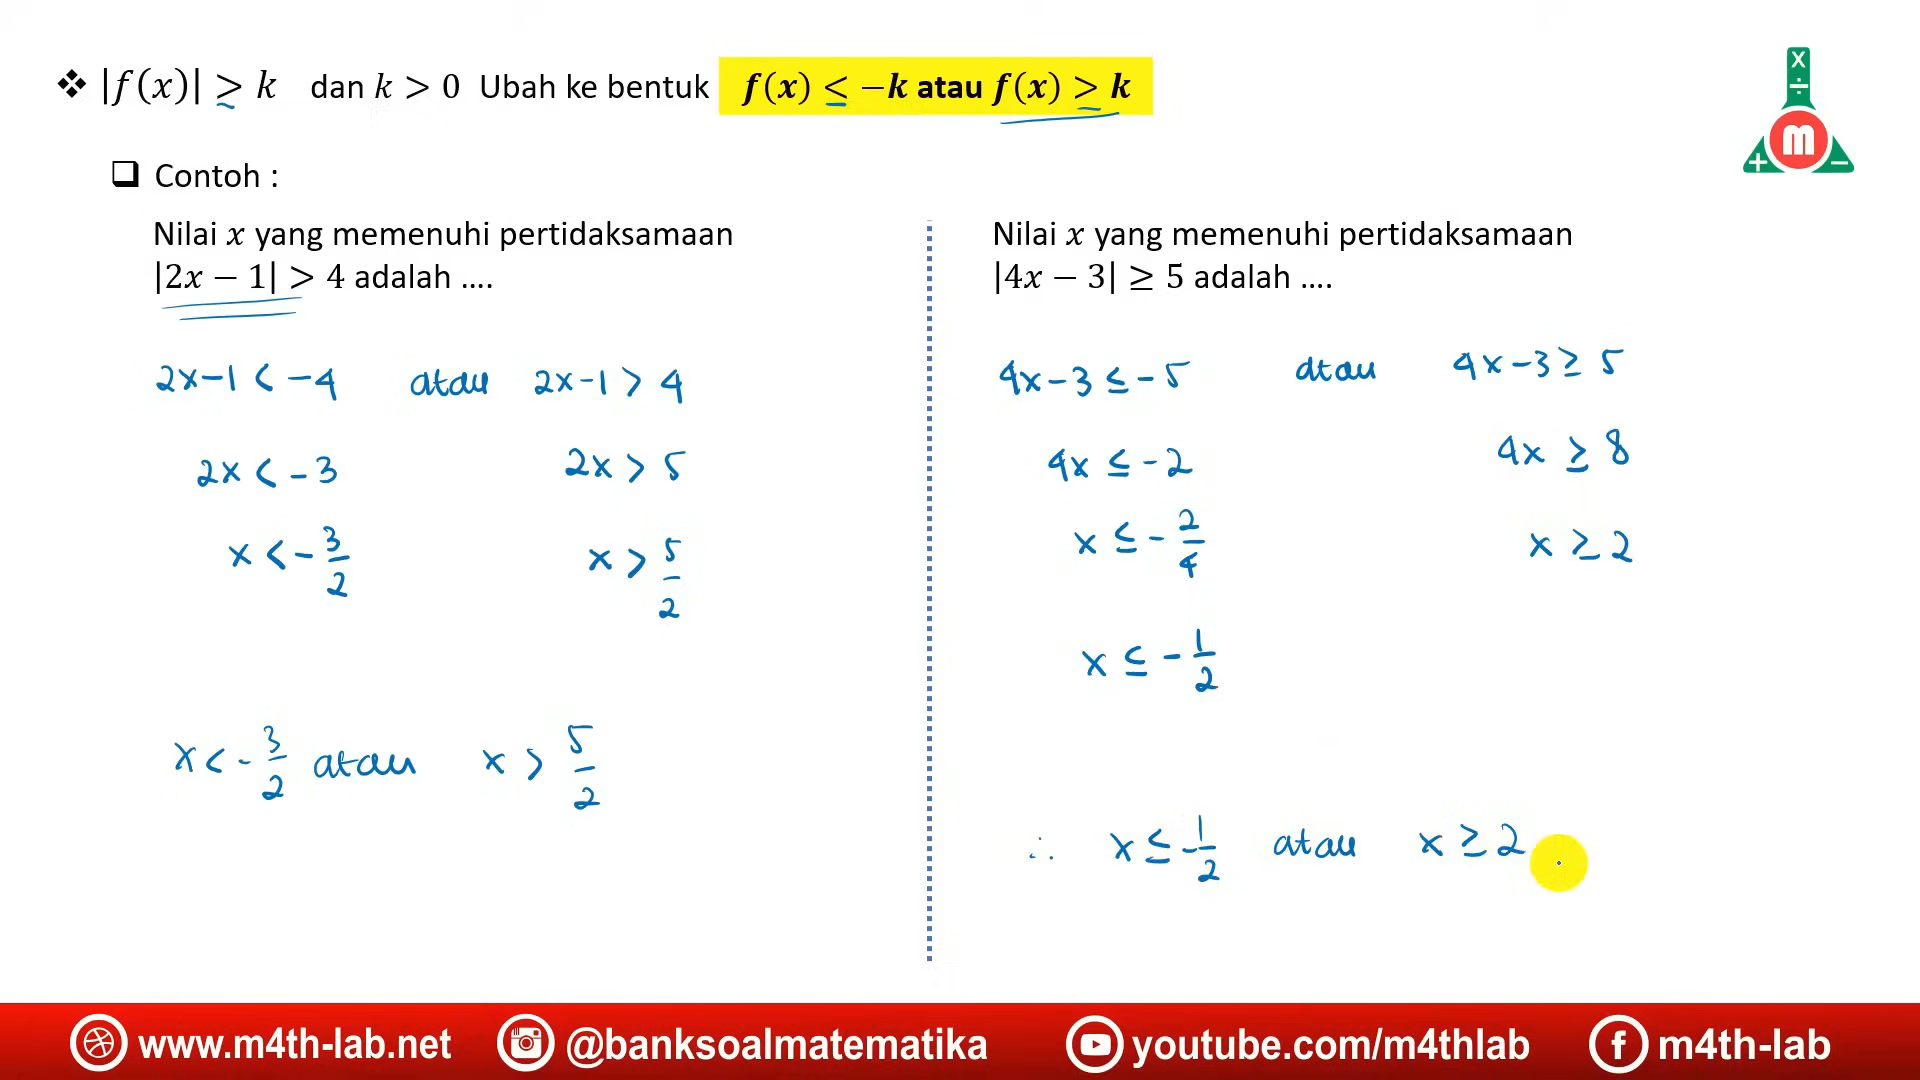 ❖ |f(x)| > k dan k > 0 Ubah ke bentuk f(x) < −k atau f(x) > k
❑ Contoh :
Nilai x yang memenuhi pertidaksamaan
|2x − 1| > 4 adalah ....
2x-1 < -4 atau 2x-1 > 4
2x < -3 2x > 5
x < -3/2 x > 5/2
x < -3/2 atau x > 5/2
Nilai x yang memenuhi pertidaksamaan
|4x − 3| ≥ 5 adalah ....
4x-3 ≤ -5 atau 4x-3 ≥ 5
4x ≤ -2 4x ≥ 8
x ≤ -2/4 x ≥ 2
x ≤ -1/2
∴ x ≤ -1/2 atau x ≥ 2
X ÷ m + −
www.m4th-lab.net @banksoalmatematika youtube.com/m4thlab m4th-lab